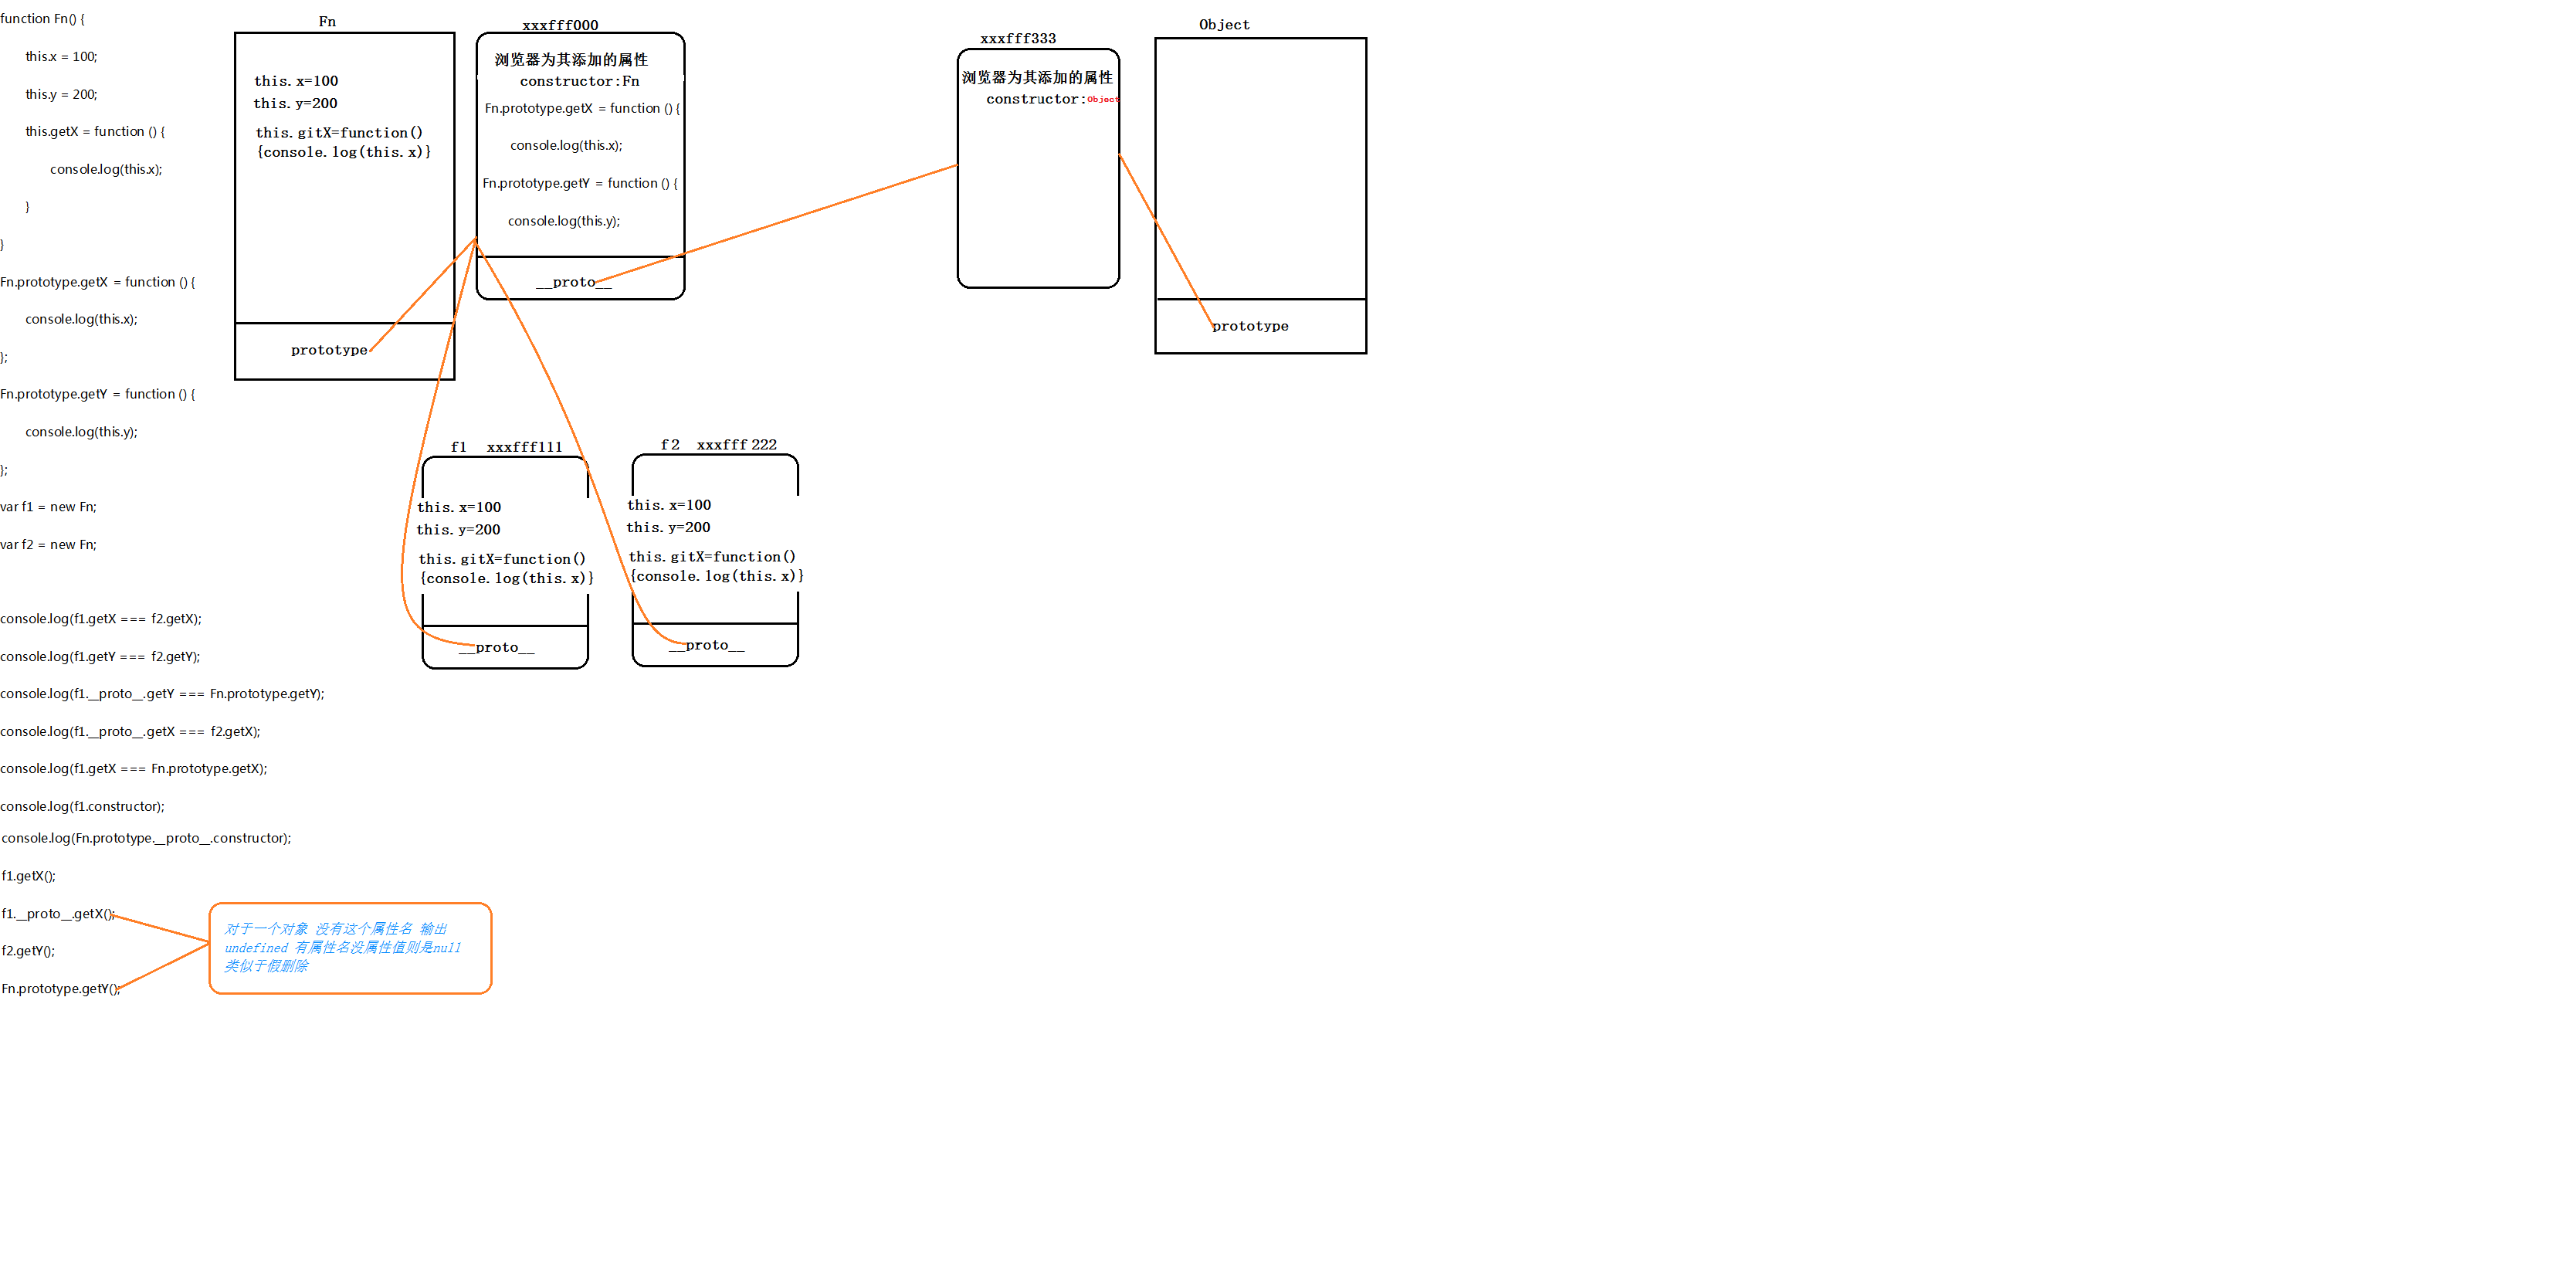 function Fn() {
this.x = 100;
this.y = 200;
this.getX = function () {
console.log(this.x);
}
}
Fn.prototype.getX = function () {
console.log(this.x);
};
Fn.prototype.getY = function () {
console.log(this.y);
};
var f1 = new Fn;
var f2 = new Fn;
console.log(f1.getX === f2.getX);
console.log(f1.getY === f2.getY);
console.log(f1.__proto__.getY === Fn.prototype.getY);
console.log(f1.__proto__.getX === f2.getX);
console.log(f1.getX === Fn.prototype.getX);
console.log(f1.constructor);
console.log(Fn.prototype.__proto__.constructor);
f1.getX();
f1.__proto__.getX();
f2.getY();
Fn.prototype.getY();
对于一个对象 没有这个属性名 输出
undefined 有属性名没属性值则是null
类似于假删除
Fn
this.x=100
this.y=200
this.gitX=function()
{console.log(this.x)}
prototype
xxxfff000
浏览器为其添加的属性
constructor:Fn
Fn.prototype.getX = function () {
console.log(this.x);
Fn.prototype.getY = function () {
console.log(this.y);
__proto__
f1 xxxfff111
this.x=100
this.y=200
this.gitX=function()
{console.log(this.x)}
__proto__
f2 xxxfff 222
this.x=100
this.y=200
this.gitX=function()
{console.log(this.x)}
__proto__
xxxfff333
浏览器为其添加的属性
constructor:Object
Object
prototype